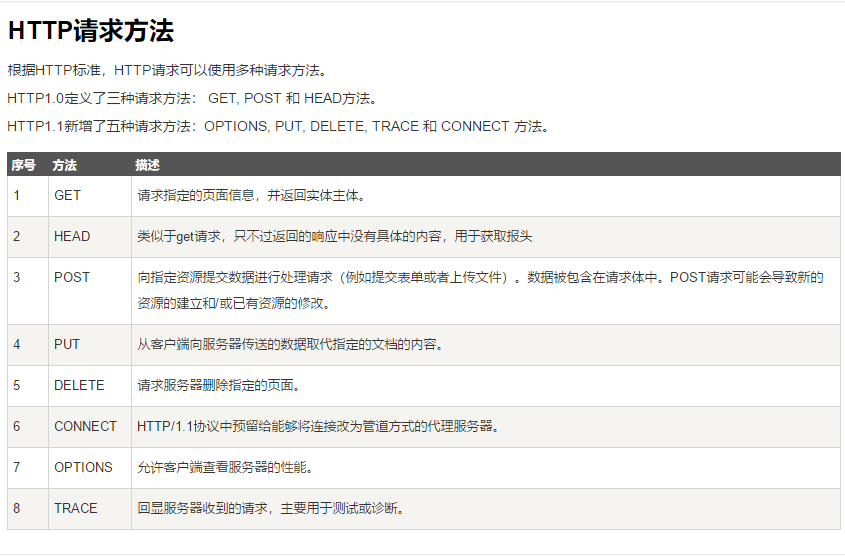 HTTP请求方法
根据HTTP标准，HTTP请求可以使用多种请求方法。
HTTP1.0定义了三种请求方法： GET, POST 和 HEAD方法。
HTTP1.1新增了五种请求方法：OPTIONS, PUT, DELETE, TRACE 和 CONNECT 方法。
序号 方法 描述
1 GET 请求指定的页面信息，并返回实体主体。
2 HEAD 类似于get请求，只不过返回的响应中没有具体的内容，用于获取报头
3 POST 向指定资源提交数据进行处理请求（例如提交表单或者上传文件）。数据被包含在请求体中。POST请求可能会导致新的
资源的建立和/或已有资源的修改。
4 PUT 从客户端向服务器传送的数据取代指定的文档的内容。
5 DELETE 请求服务器删除指定的页面。
6 CONNECT HTTP/1.1协议中预留给能够将连接改为管道方式的代理服务器。
7 OPTIONS 允许客户端查看服务器的性能。
8 TRACE 回显服务器收到的请求，主要用于测试或诊断。